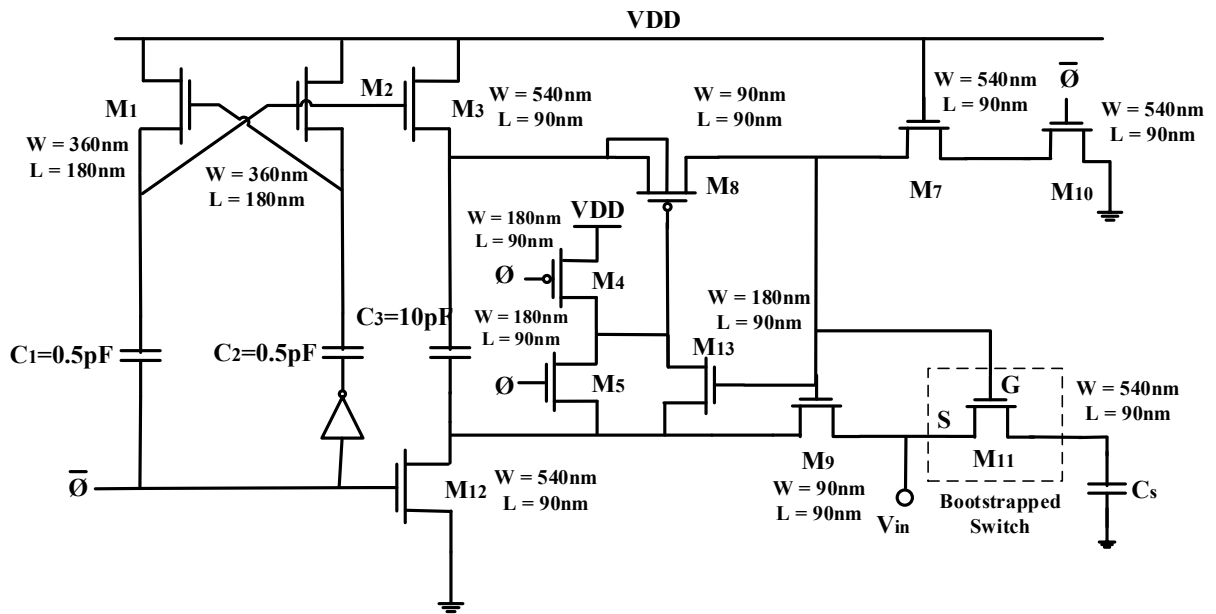 VDD
M1
M2
M3
W = 540nm
L = 90nm
W = 90nm
L = 90nm
W = 540nm
L = 90nm
Ø̅
W = 540nm
L = 90nm
W = 360nm
L = 180nm
W = 360nm
L = 180nm
M8
M7
M10
W = 180nm
L = 90nm
VDD
Ø
M4
W = 180nm
L = 90nm
W = 180nm
L = 90nm
C1=0.5pF
C2=0.5pF
C3=10pF
M13
Ø
M5
G
S
W = 540nm
L = 90nm
M9
M11
W = 90nm
L = 90nm
Ø̅
M12
W = 540nm
L = 90nm
Vin
Bootstrapped
Switch
Cs